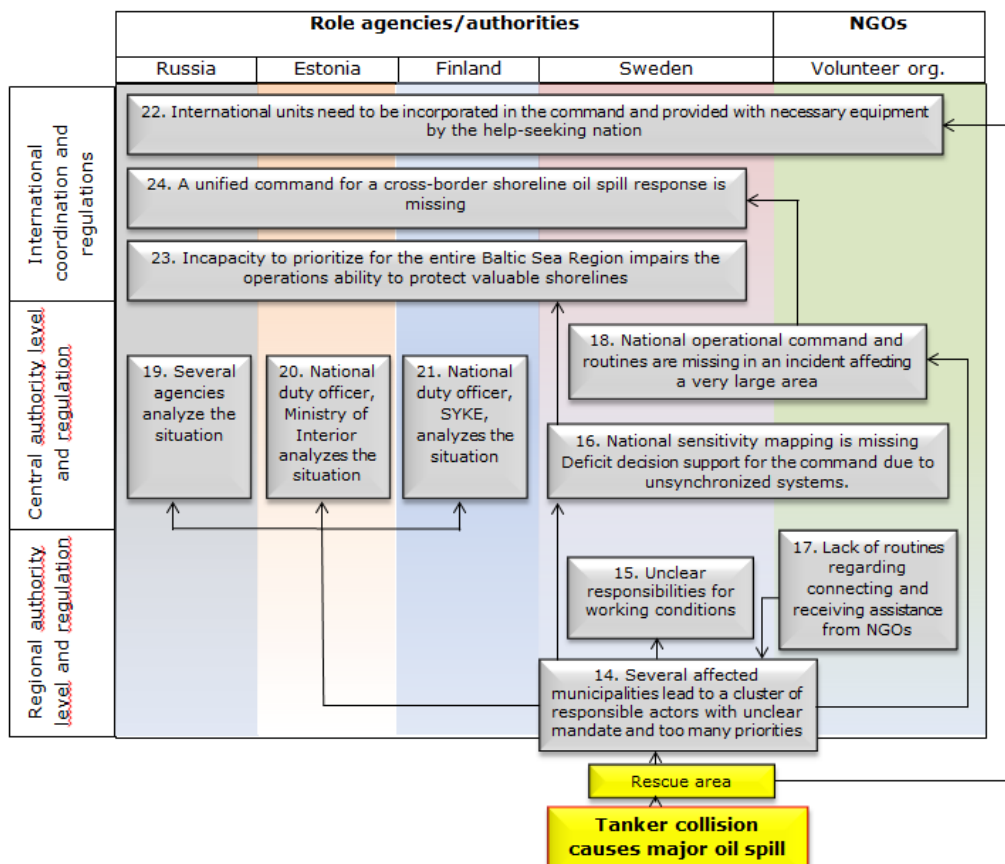 Role agencies/authorities
NGOs
Russia
Estonia
Finland
Sweden
Volunteer org.
International
coordination and
regulations
22. International units need to be incorporated in the command and provided with necessary equipment
by the help-seeking nation
24. A unified command for a cross-border shoreline oil spill response is
missing
23. Incapacity to prioritize for the entire Baltic Sea Region impairs the
operations ability to protect valuable shorelines
Central authority level
and regulation
19. Several
agencies
analyze the
situation
20. National
duty officer,
Ministry of
Interior
analyzes the
situation
21. National
duty officer,
SYKE,
analyzes the
situation
18. National operational command and
routines are missing in an incident affecting
a very large area
16. National sensitivity mapping is missing
Deficit decision support for the command due to
unsynchronized systems.
Regional authority
level and regulation
15. Unclear
responsibilities for
working conditions
17. Lack of routines
regarding
connecting and
receiving assistance
from NGOs
14. Several affected
municipalities lead to a cluster of
responsible actors with unclear
mandate and too many priorities
Rescue area
Tanker collision
causes major oil spill